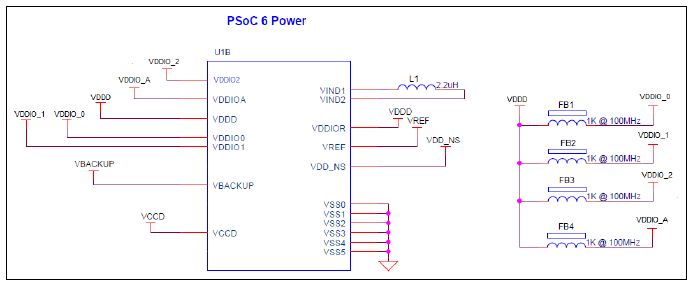 PSoC 6 Power
U1B
VDDIO_2
VDDIO2
VDDIO_A
VDDIOA
VDDD
VDDD
VDDIO_1
VDDIO_0
VDDIO0
VDDIO1
VBACKUP
VBACKUP
VCCD
VCCD
VIND1
VIND2
L1
2.2uH
VDDD
VDDIOR
VREF
VREF
VDD_NS
VDD_NS
VSS0
VSS1
VSS2
VSS3
VSS4
VSS5
VDDD
FB1
1K @ 100MHz
VDDIO_0
FB2
1K @ 100MHz
VDDIO_1
FB3
1K @ 100MHz
VDDIO_2
FB4
1K @ 100MHz
VDDIO_A